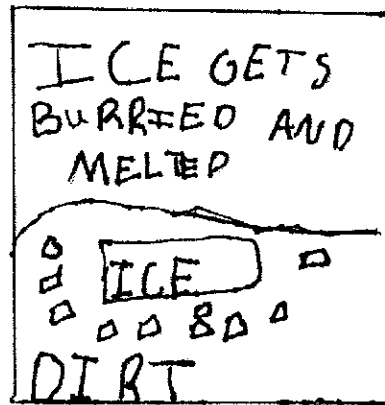 ICE GETS
BURRIED AND
MELTED
ICE
DIRT